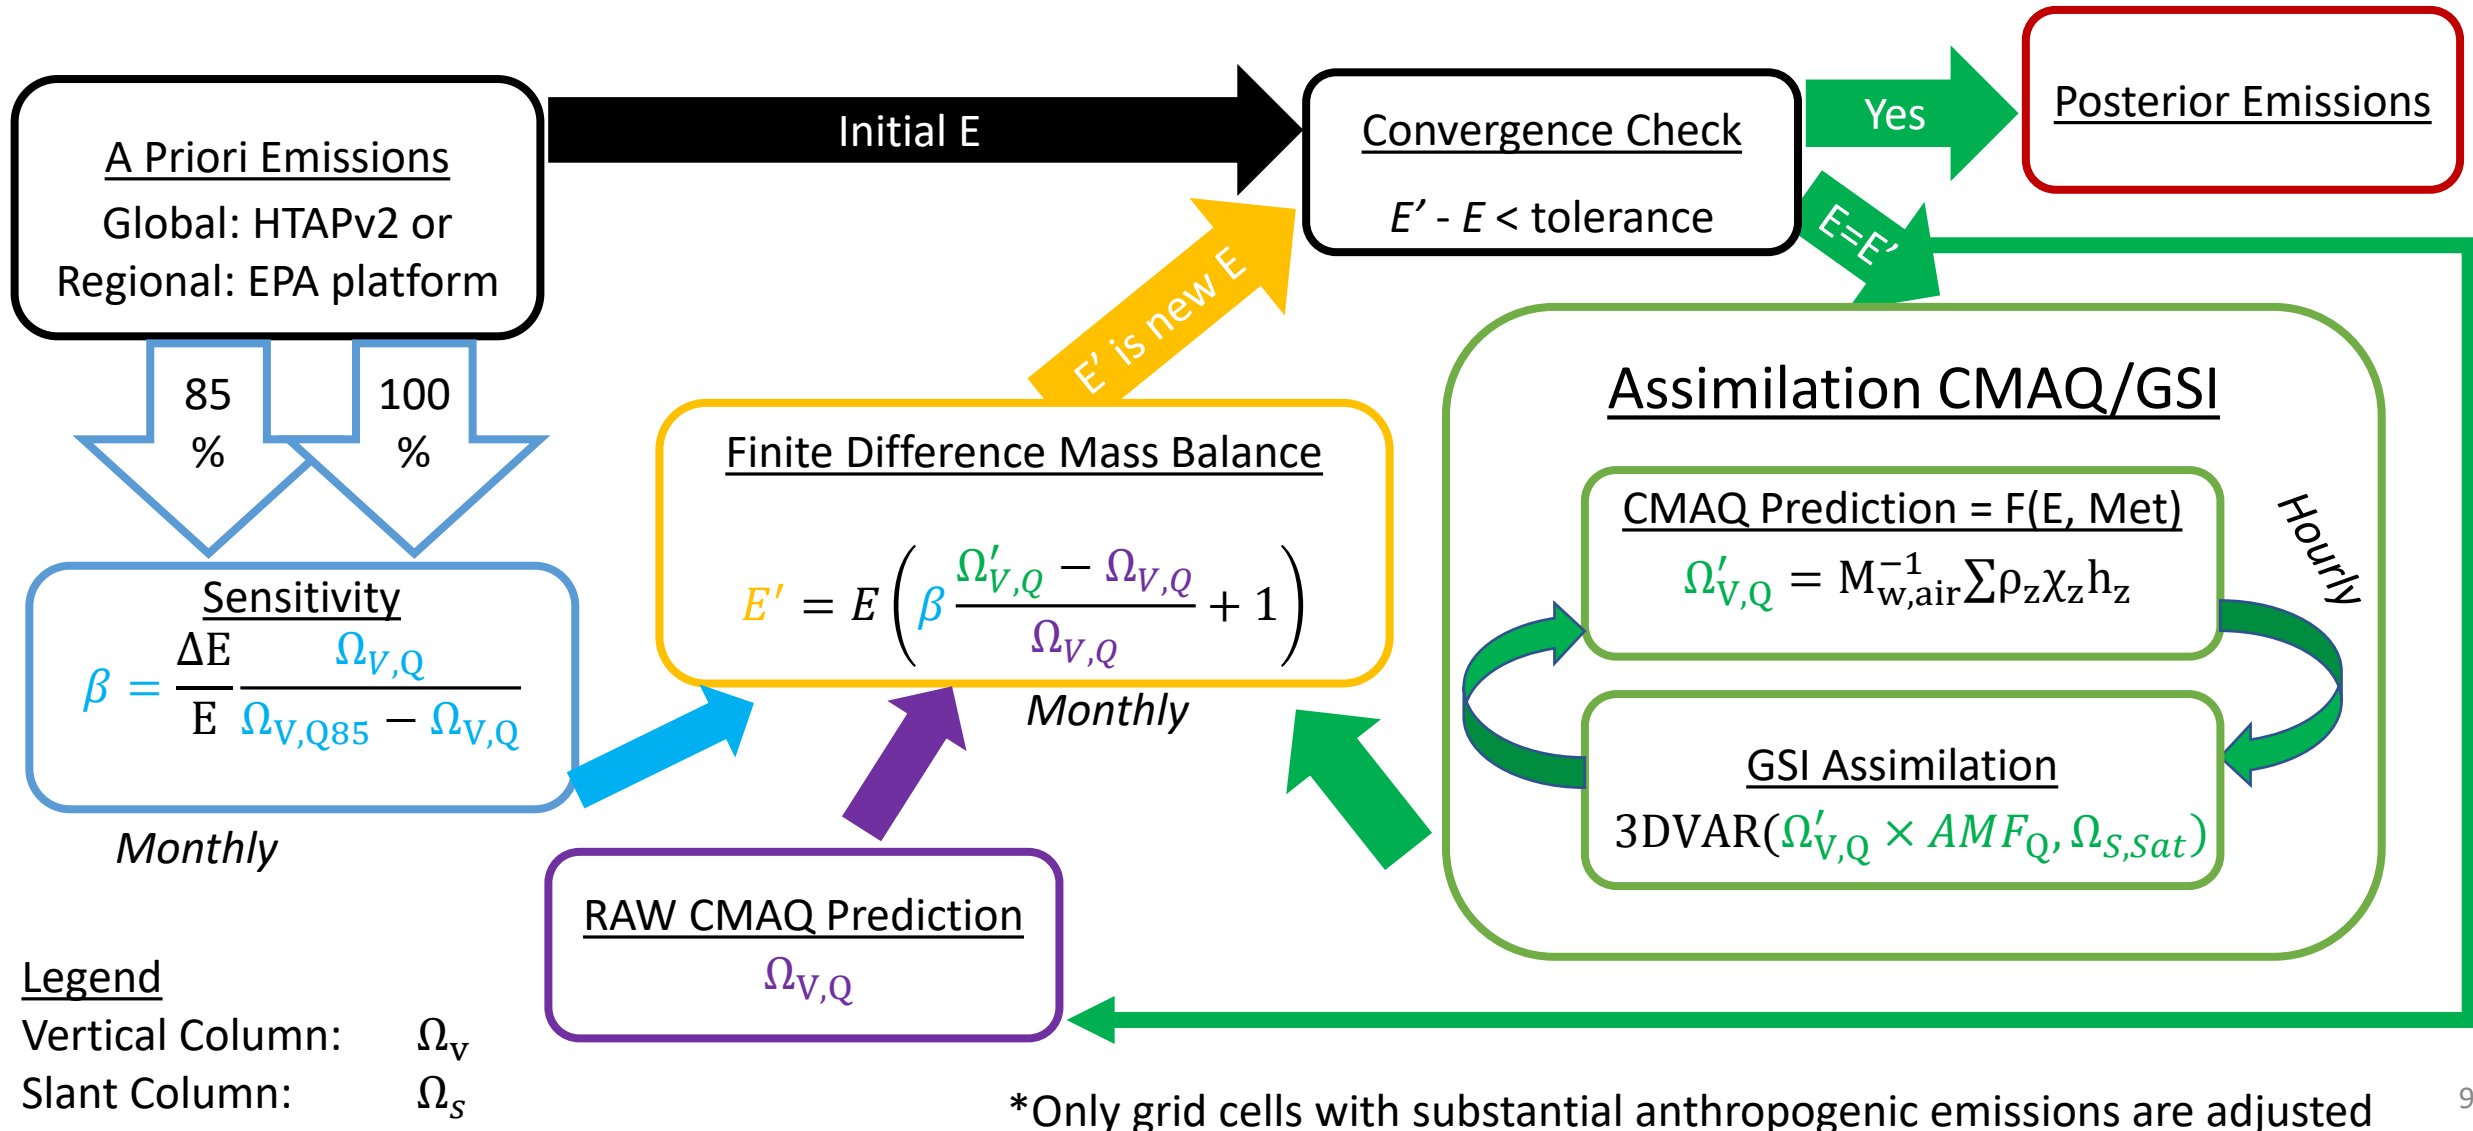 A Priori Emissions
Global: HTAPv2 or
Regional: EPA platform
Initial E
Convergence Check
E’ - E < tolerance
Yes
Posterior Emissions
E=E’
E’ is new E
85
%
100
%
Sensitivity
β = ΔE/E Ω_{V,Q}/(Ω_{V,Q85} − Ω_{V,Q})
Monthly
Finite Difference Mass Balance
E′ = E(β (Ω′_{V,Q} − Ω_{V,Q})/Ω_{V,Q} + 1)
Monthly
RAW CMAQ Prediction
Ω_{V,Q}
Assimilation CMAQ/GSI
CMAQ Prediction = F(E, Met)
Ω′_{V,Q} = M_{w,air}^{−1}∑ρ_zχ_zh_z
Hourly
GSI Assimilation
3DVAR(Ω′_{V,Q} × AMF_Q, Ω_{S,Sat})
Legend
Vertical Column: Ω_v
Slant Column: Ω_s
*Only grid cells with substantial anthropogenic emissions are adjusted
9